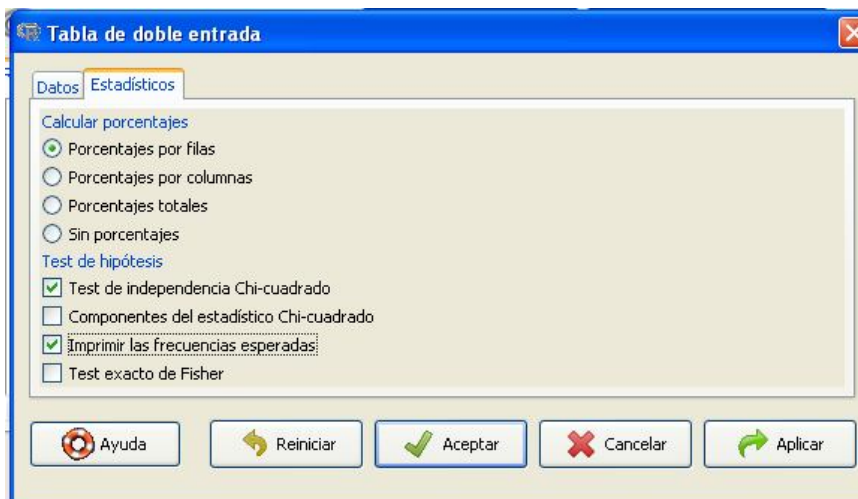 Tabla de doble entrada
Datos Estadísticos
Calcular porcentajes
Porcentajes por filas
Porcentajes por columnas
Porcentajes totales
Sin porcentajes
Test de hipótesis
Test de independencia Chi-cuadrado
Componentes del estadístico Chi-cuadrado
Imprimir las frecuencias esperadas
Test exacto de Fisher
Ayuda Reiniciar Aceptar Cancelar Aplicar